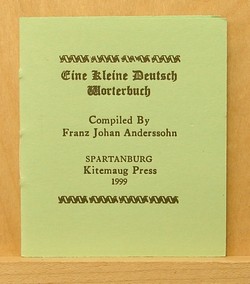 Eine Kleine Deutsch
Worterbuch
Compiled By
Franz Johan Anderssohn
SPARTANBURG
Kitemaug Press
1999